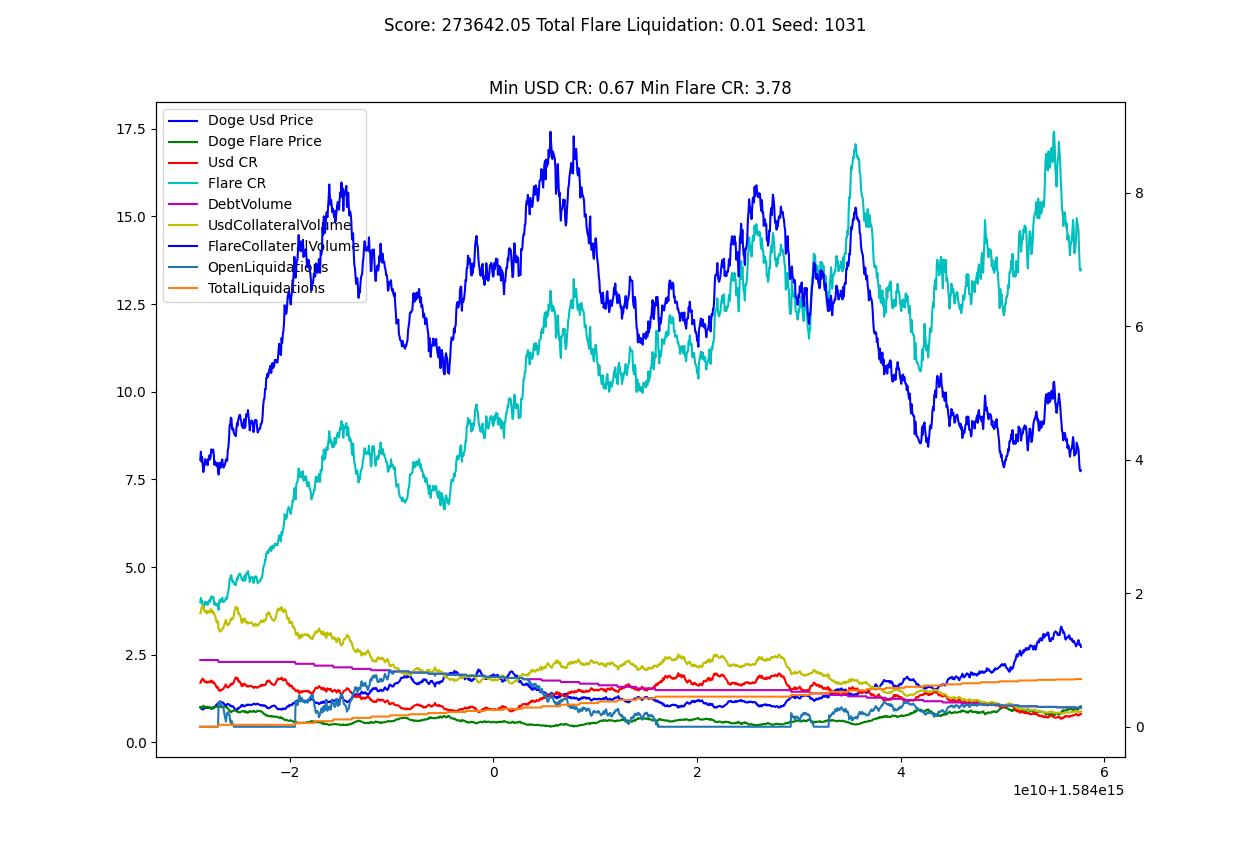 Score: 273642.05 Total Flare Liquidation: 0.01 Seed: 1031
Min USD CR: 0.67 Min Flare CR: 3.78
Doge Usd Price
Doge Flare Price
Usd CR
Flare CR
DebtVolume
UsdCollateralVolume
FlareCollateralVolume
OpenLiquidations
TotalLiquidations
17.5
15.0
12.5
10.0
7.5
5.0
2.5
0.0
8
6
4
2
0
−2
0
2
4
6
1e10+1.584e15